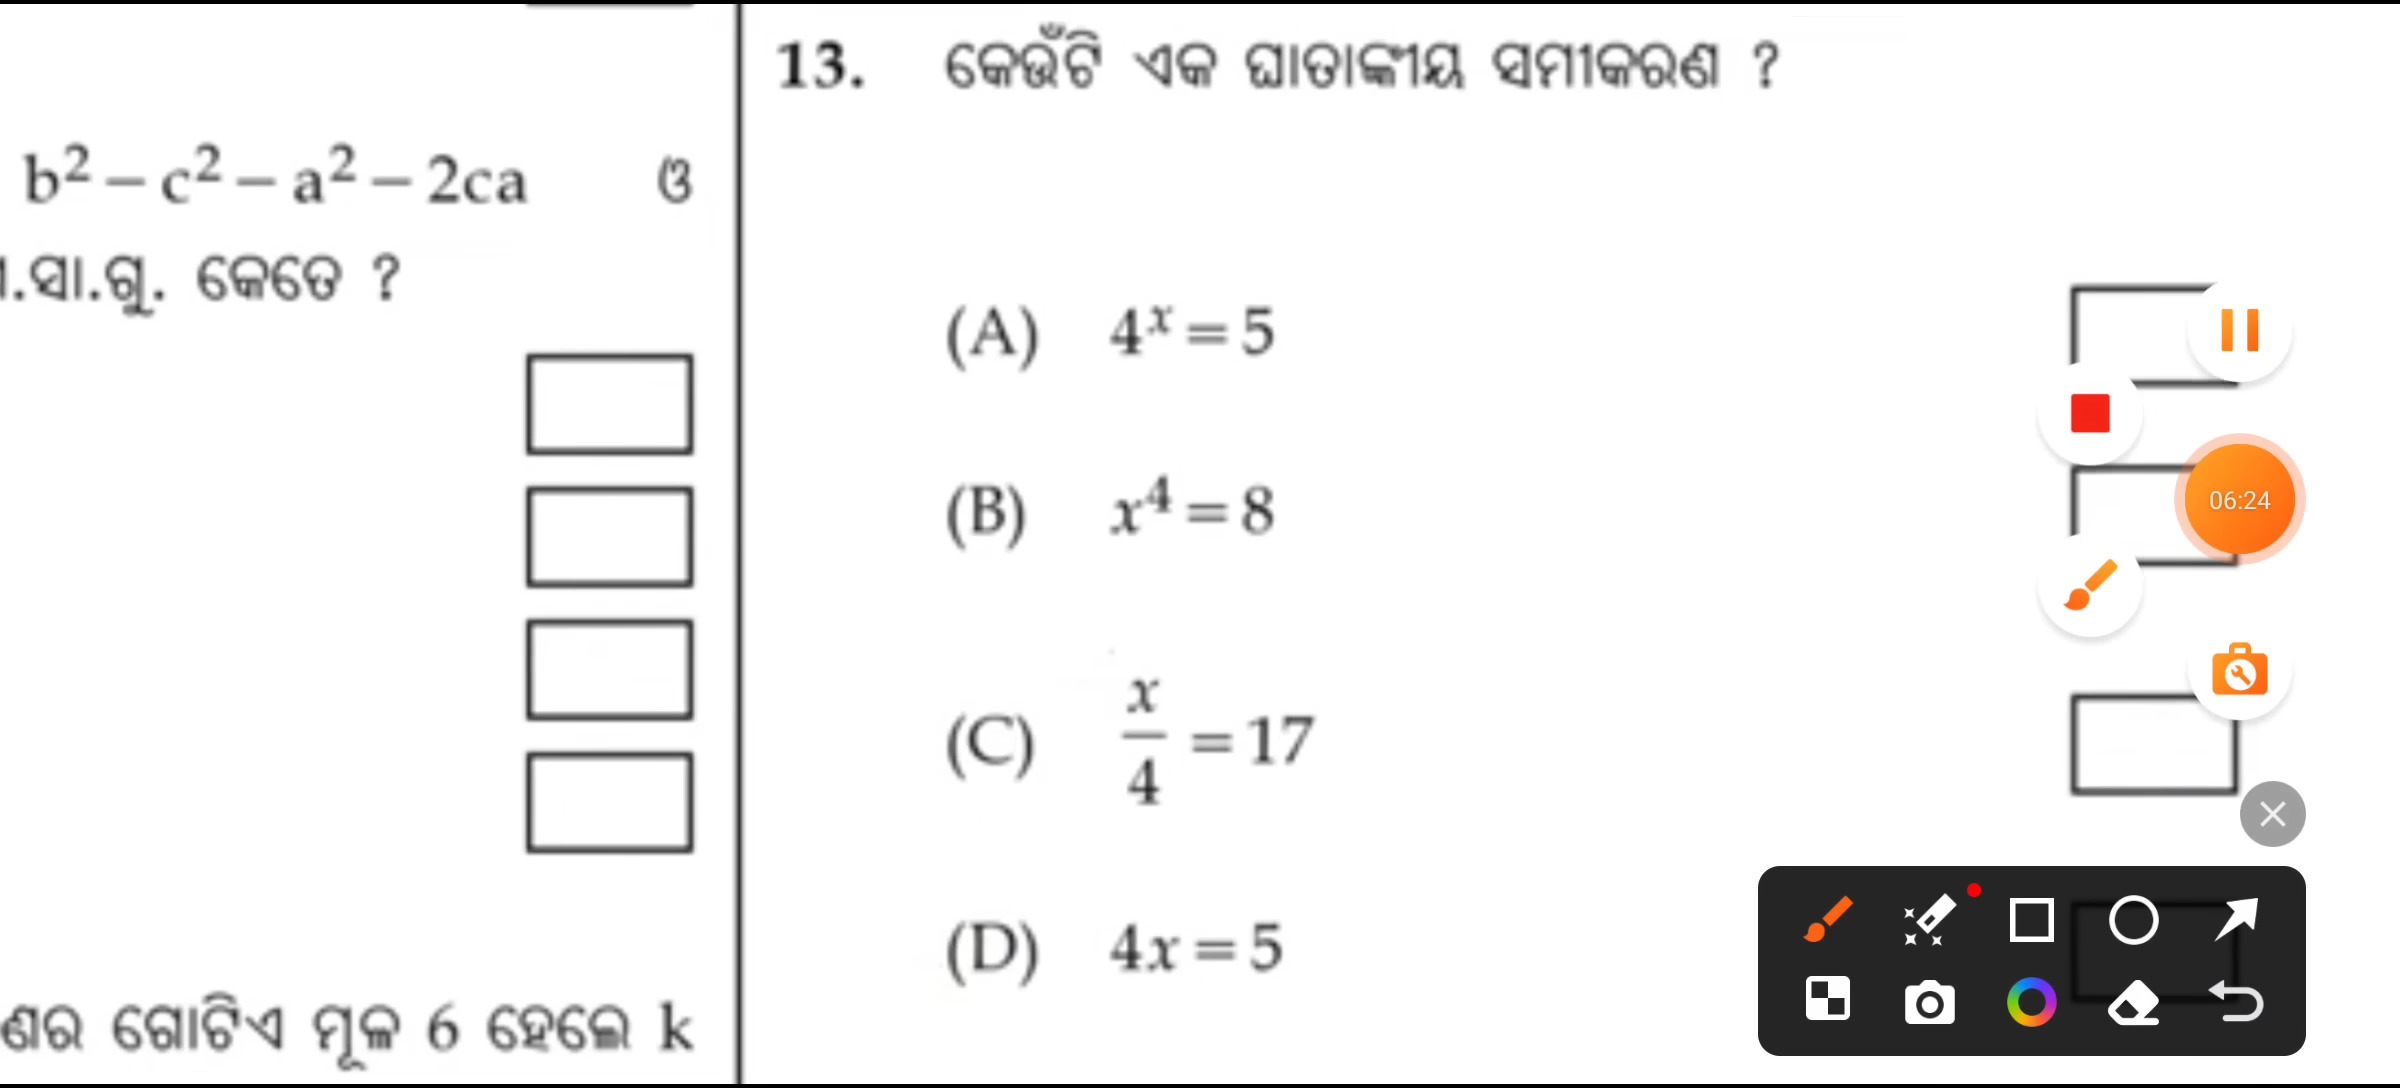 b² – c² – a² – 2ca ଓ
.ସା.ଗୁ. କେତେ ?
ଣର ଗୋଟିଏ ମୂଳ 6 ହେଲେ k
13. କେଉଁଟି ଏକ ଘାତାଙ୍କୀୟ ସମୀକରଣ ?
(A) 4ˣ = 5
(B) x⁴ = 8
(C) x/4 = 17
(D) 4x = 5
06:24